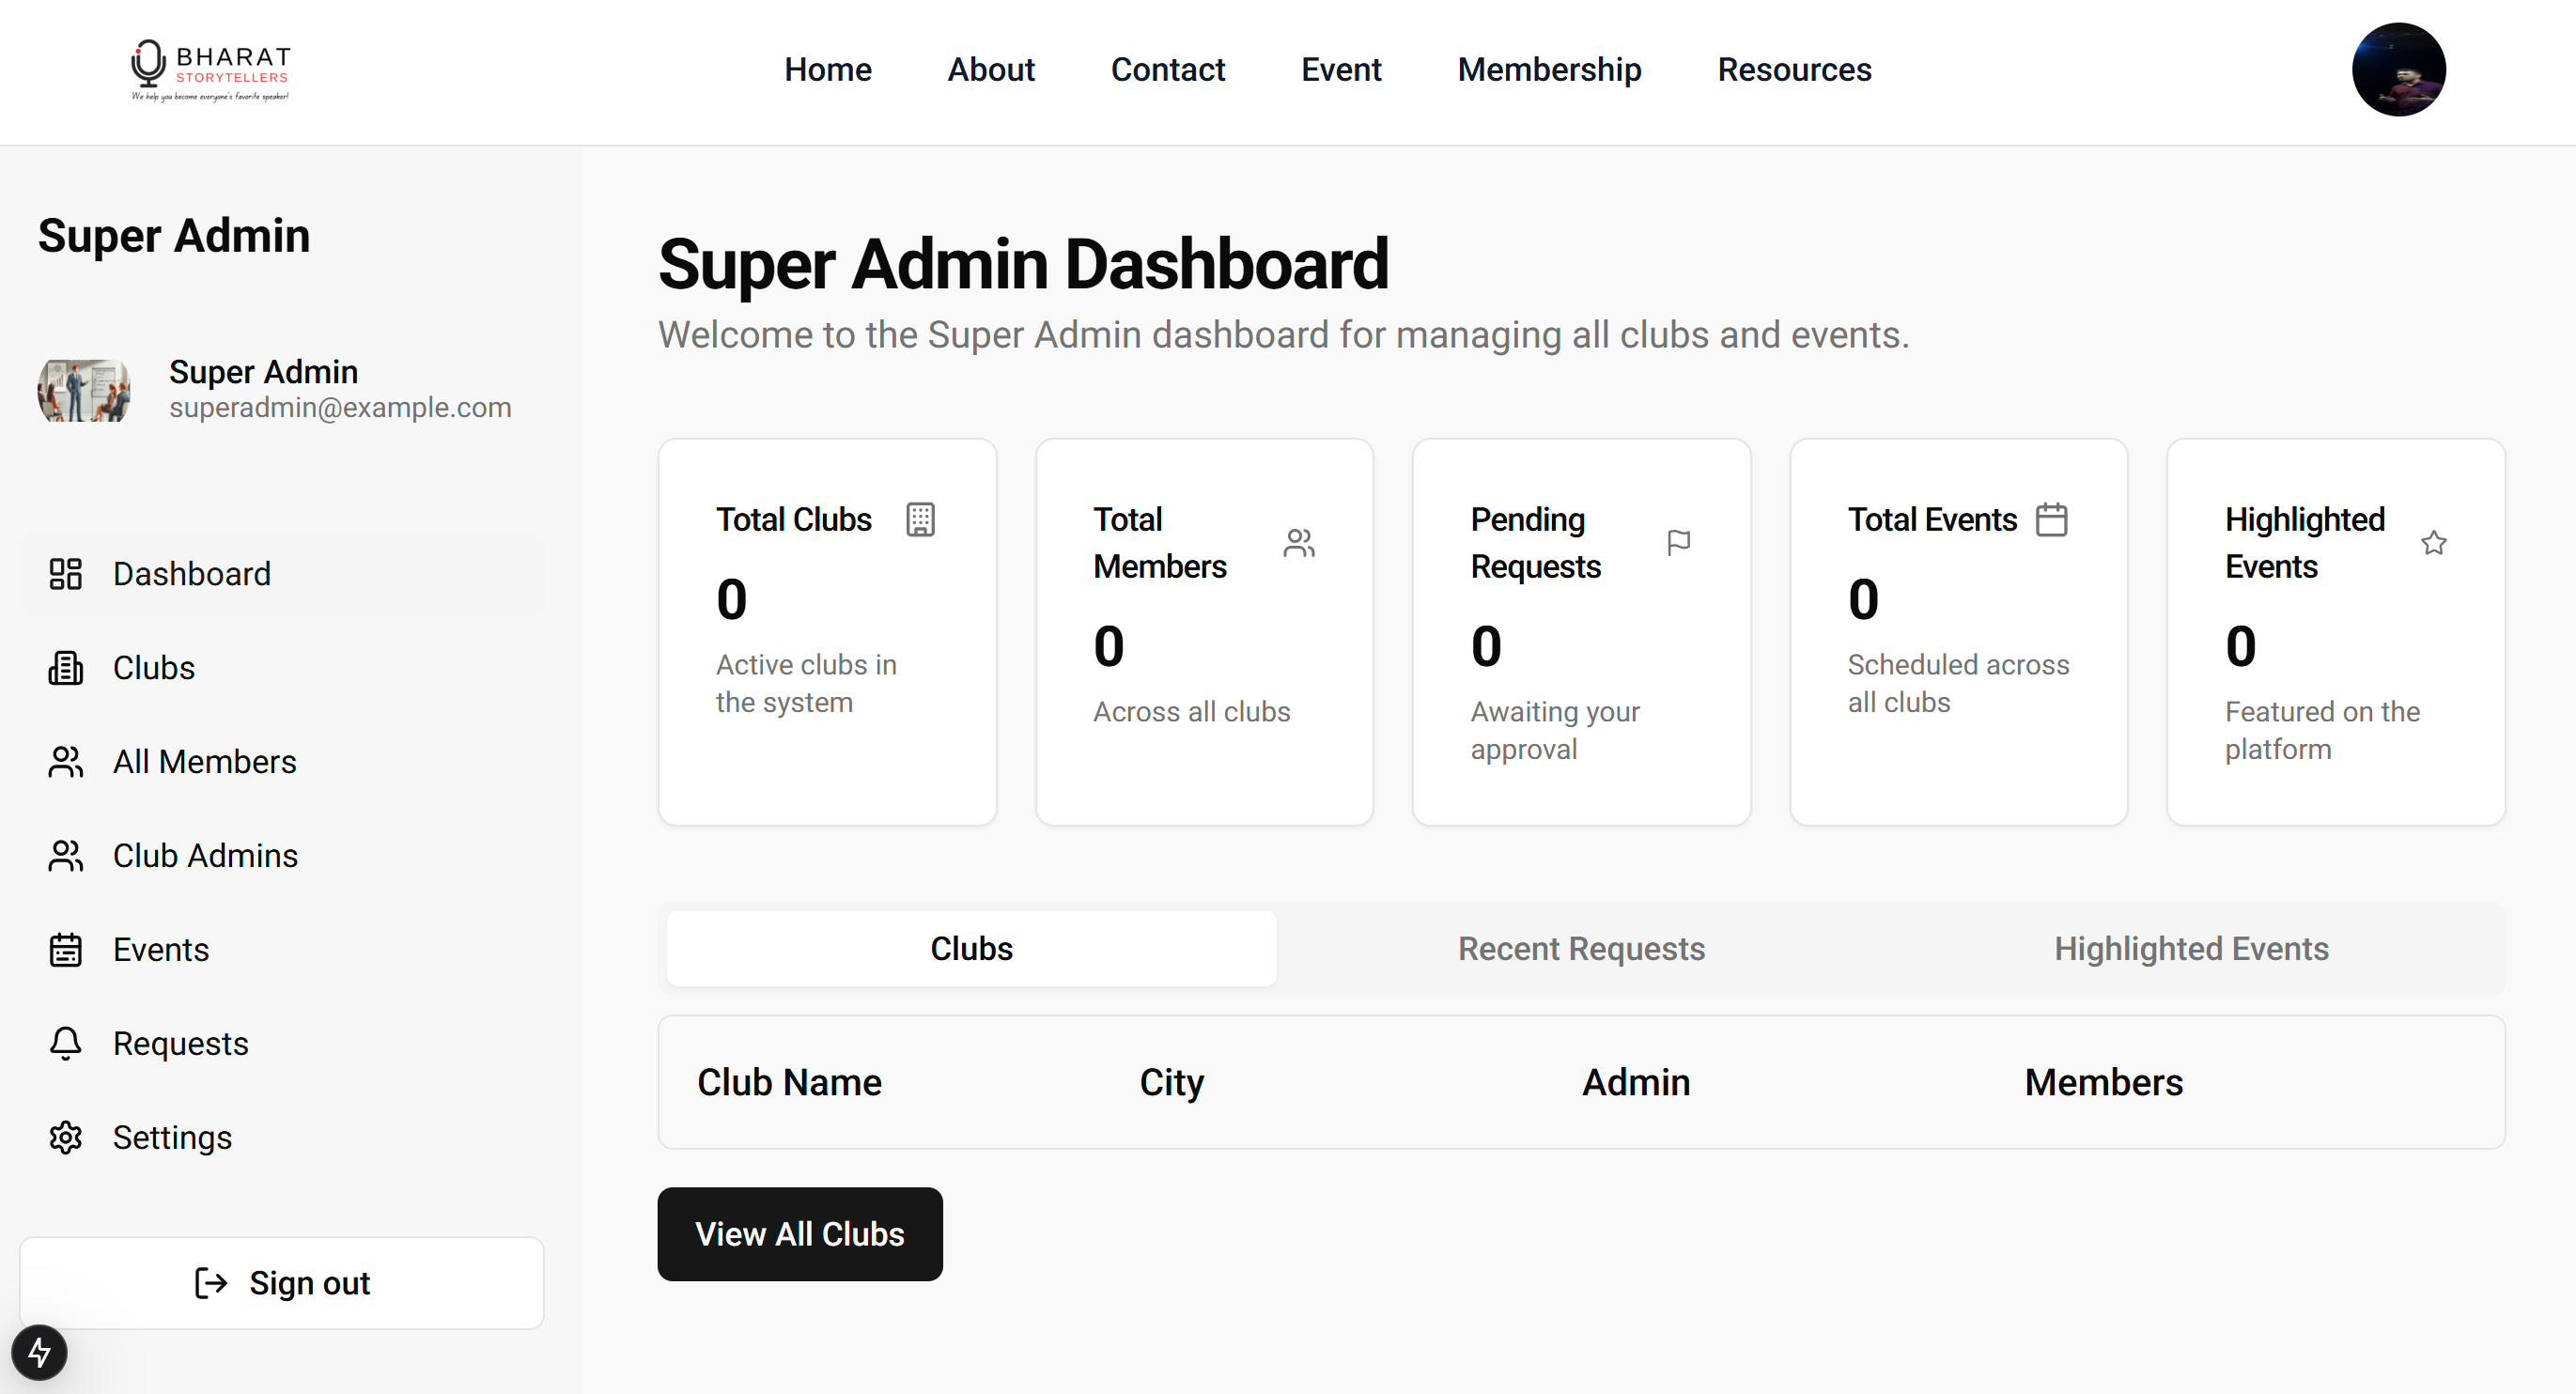 BHARAT
STORYTELLERS
We help you become everyone's favorite speaker!
Home About Contact Event Membership Resources
Super Admin
Super Admin
superadmin@example.com
Dashboard
Clubs
All Members
Club Admins
Events
Requests
Settings
Sign out
Super Admin Dashboard
Welcome to the Super Admin dashboard for managing all clubs and events.
Total Clubs
0
Active clubs in
the system
Total
Members
0
Across all clubs
Pending
Requests
0
Awaiting your
approval
Total Events
0
Scheduled across
all clubs
Highlighted
Events
0
Featured on the
platform
Clubs Recent Requests Highlighted Events
Club Name City Admin Members
View All Clubs